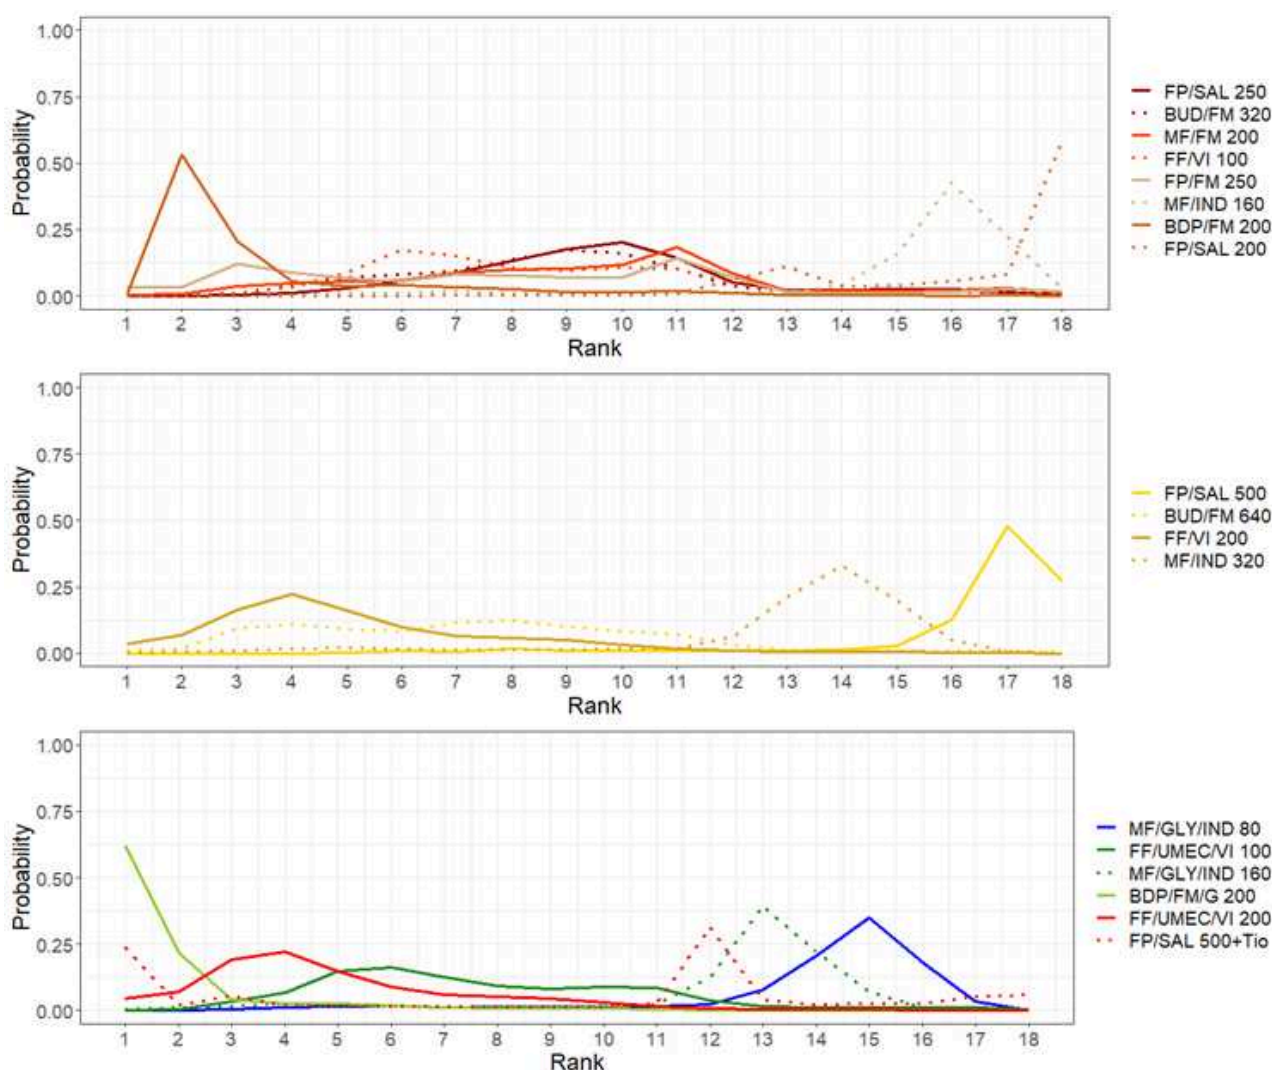 1.00
0.75
0.50
0.25
0.00
Probability
1 2 3 4 5 6 7 8 9 10 11 12 13 14 15 16 17 18
Rank
FP/SAL 250
BUD/FM 320
MF/FM 200
FF/VI 100
FP/FM 250
MF/IND 160
BDP/FM 200
FP/SAL 200
1.00
0.75
0.50
0.25
0.00
Probability
1 2 3 4 5 6 7 8 9 10 11 12 13 14 15 16 17 18
Rank
FP/SAL 500
BUD/FM 640
FF/VI 200
MF/IND 320
1.00
0.75
0.50
0.25
0.00
Probability
1 2 3 4 5 6 7 8 9 10 11 12 13 14 15 16 17 18
Rank
MF/GLY/IND 80
FF/UMEC/VI 100
MF/GLY/IND 160
BDP/FM/G 200
FF/UMEC/VI 200
FP/SAL 500+Tio